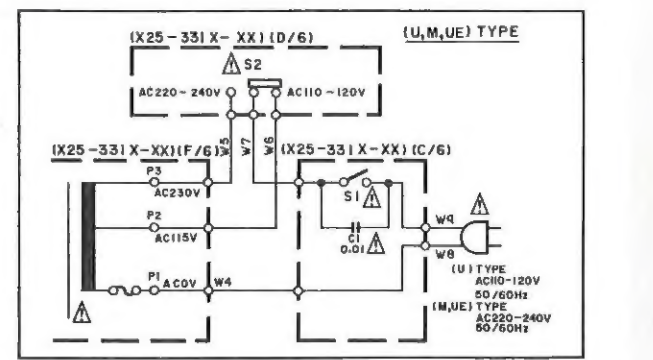 (U,M,UE) TYPE
(X25-331X-XX)(D/6)
S2
AC220-240V
AC110-120V
W5
W7
W6
(X25-331X-XX)(F/6)
(X25-331X-XX)(C/6)
P3
AC230V
P2
AC115V
P1
AC0V
W4
S1
C1
0.01
W9
W8
(U) TYPE
AC110-120V
50/60Hz
(M,UE) TYPE
AC220-240V
50/60Hz